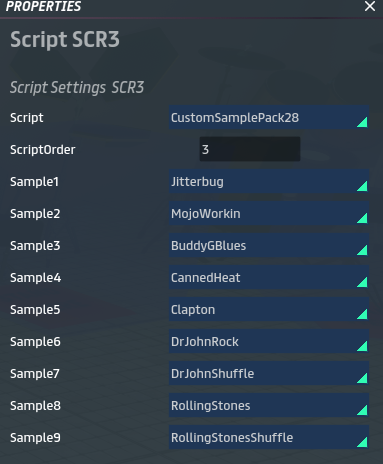 PROPERTIES
Script SCR3
Script Settings SCR3
Script CustomSamplePack28
ScriptOrder 3
Sample1 Jitterbug
Sample2 MojoWorkin
Sample3 BuddyGBlues
Sample4 CannedHeat
Sample5 Clapton
Sample6 DrJohnRock
Sample7 DrJohnShuffle
Sample8 RollingStones
Sample9 RollingStonesShuffle